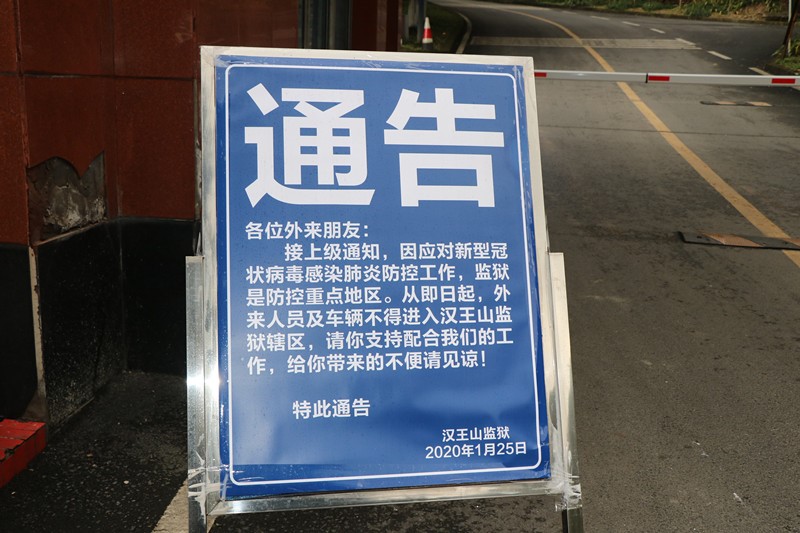 通告
各位外来朋友：
接上级通知，因应对新型冠
状病毒感染肺炎防控工作，监狱
是防控重点地区。从即日起，外
来人员及车辆不得进入汉王山监
狱辖区，请你支持配合我们的工
作，给你带来的不便请见谅！
特此通告
汉王山监狱
2020年1月25日